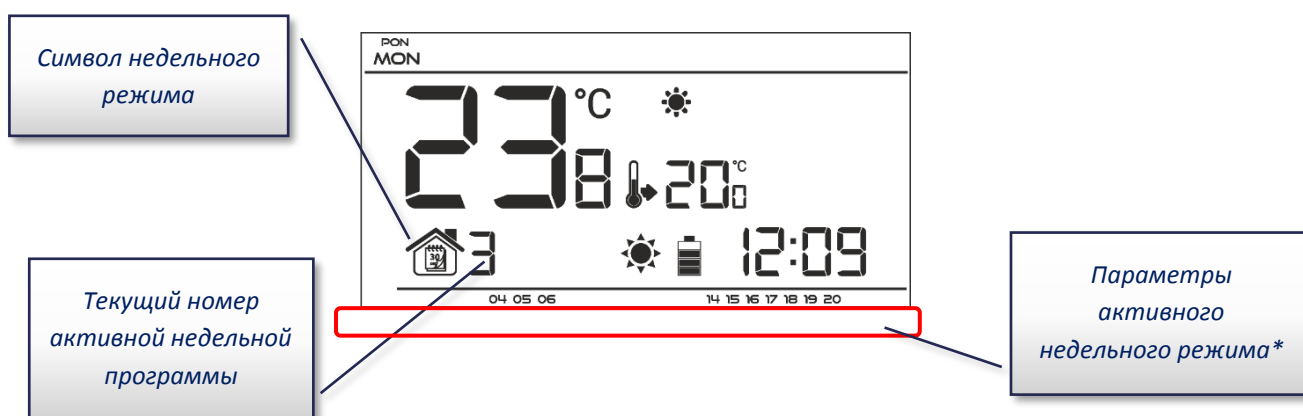 Символ недельного
режима
PON
MON
23 8 °C
20 0 °C
30
3
12:09
04 05 06 14 15 16 17 18 19 20
Текущий номер
активной недельной
программы
Параметры
активного
недельного режима*